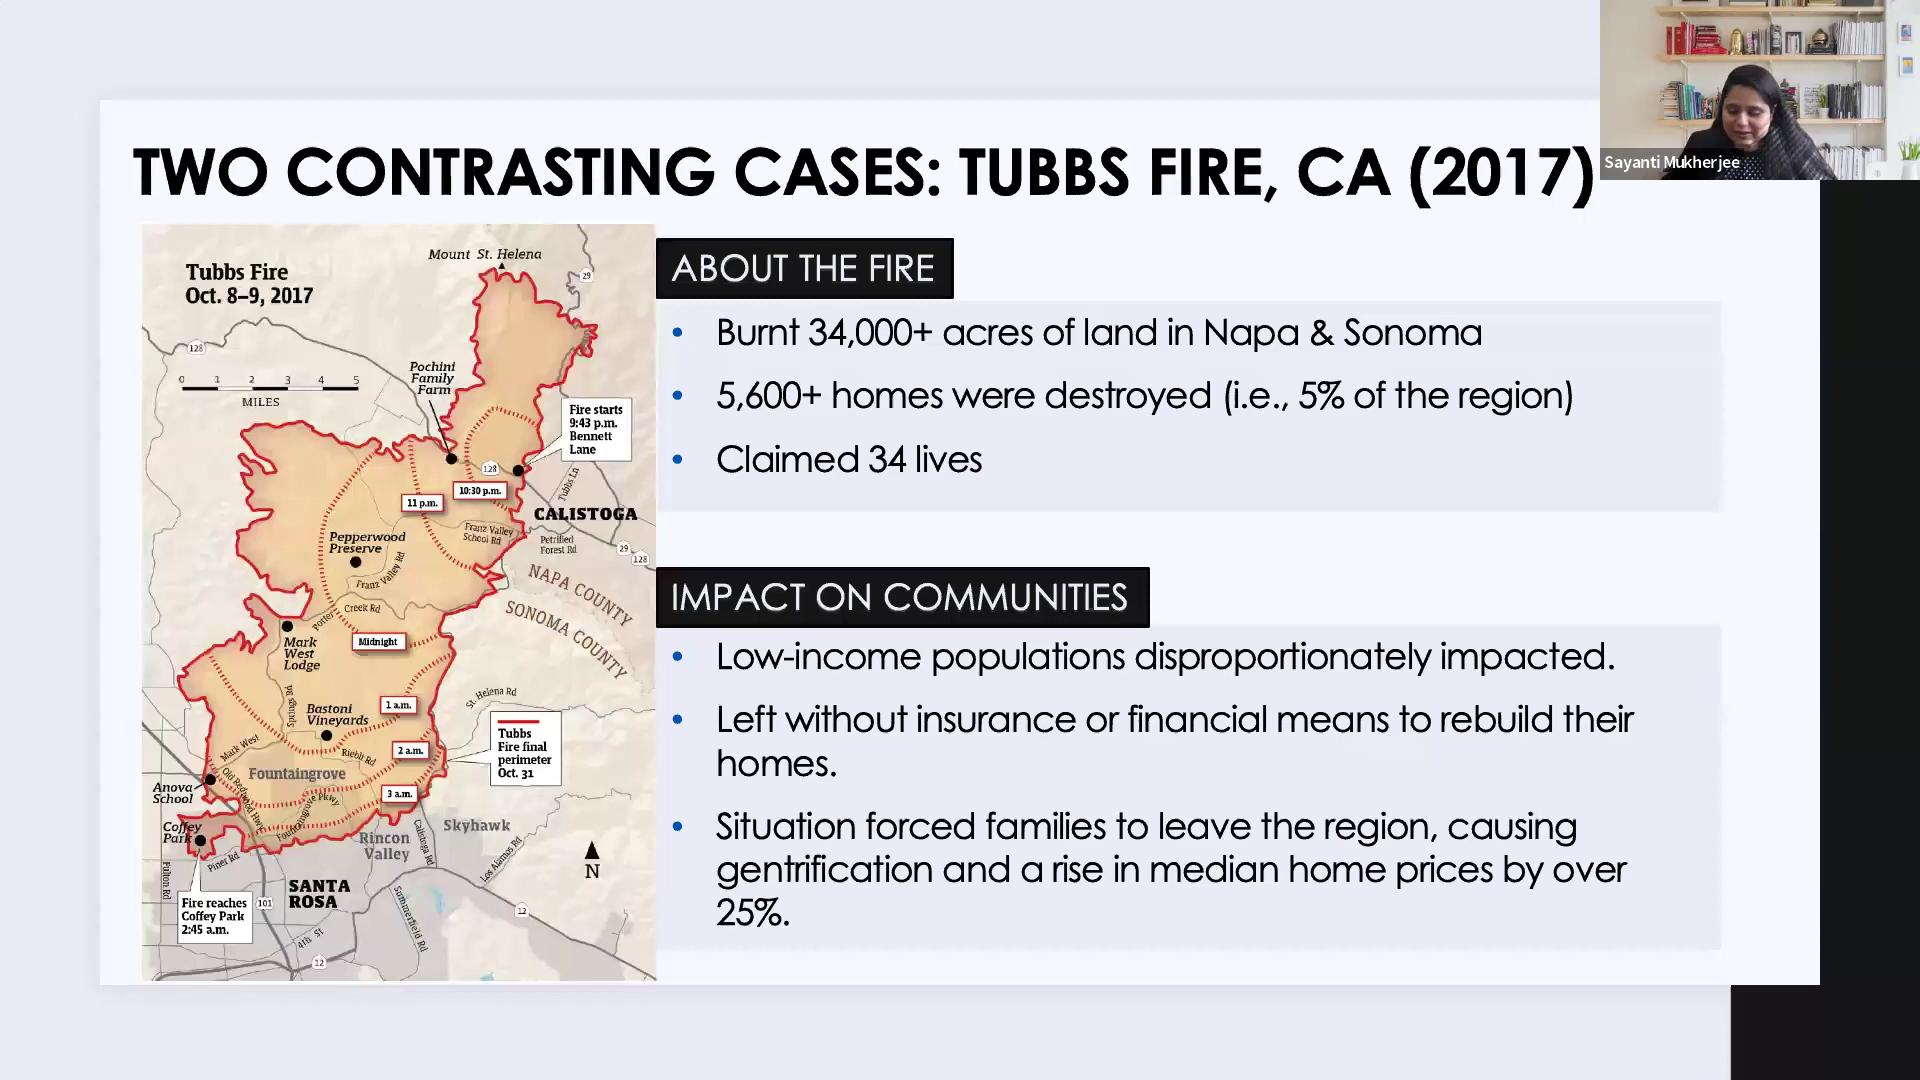 TWO CONTRASTING CASES: TUBBS FIRE, CA (2017)
Sayanti Mukherjee
Tubbs Fire
Oct. 8–9, 2017
Mount St. Helena
29
128
0 1 2 3 4 5
MILES
Pochini
Family
Farm
Fire starts
9:43 p.m.
Bennett
Lane
128
10:30 p.m.
11 p.m.
Tubbs Ln
CALISTOGA
Franz Valley
School Rd
Petrified
Forest Rd
29
128
Pepperwood
Preserve
Franz Valley Rd
NAPA COUNTY
SONOMA COUNTY
Porter Creek Rd
Mark
West
Lodge
Midnight
Springs Rd
St. Helena Rd
1 a.m.
Bastoni
Vineyards
Tubbs
Fire final
perimeter
Oct. 31
Mark West
Riebli Rd
2 a.m.
Fountaingrove
Old Redwood Hwy
Fountaingrove Pkwy
3 a.m.
Anova
School
Coffey
Park
Piner Rd
Fulton Rd
Rincon
Valley
Calistoga Rd
Skyhawk
Los Alamos Rd
N
SANTA
ROSA
Fire reaches
Coffey Park
2:45 a.m.
101
Summerfield Rd
12
4th St
12
ABOUT THE FIRE
• Burnt 34,000+ acres of land in Napa & Sonoma
• 5,600+ homes were destroyed (i.e., 5% of the region)
• Claimed 34 lives
IMPACT ON COMMUNITIES
• Low-income populations disproportionately impacted.
• Left without insurance or financial means to rebuild their
homes.
• Situation forced families to leave the region, causing
gentrification and a rise in median home prices by over
25%.